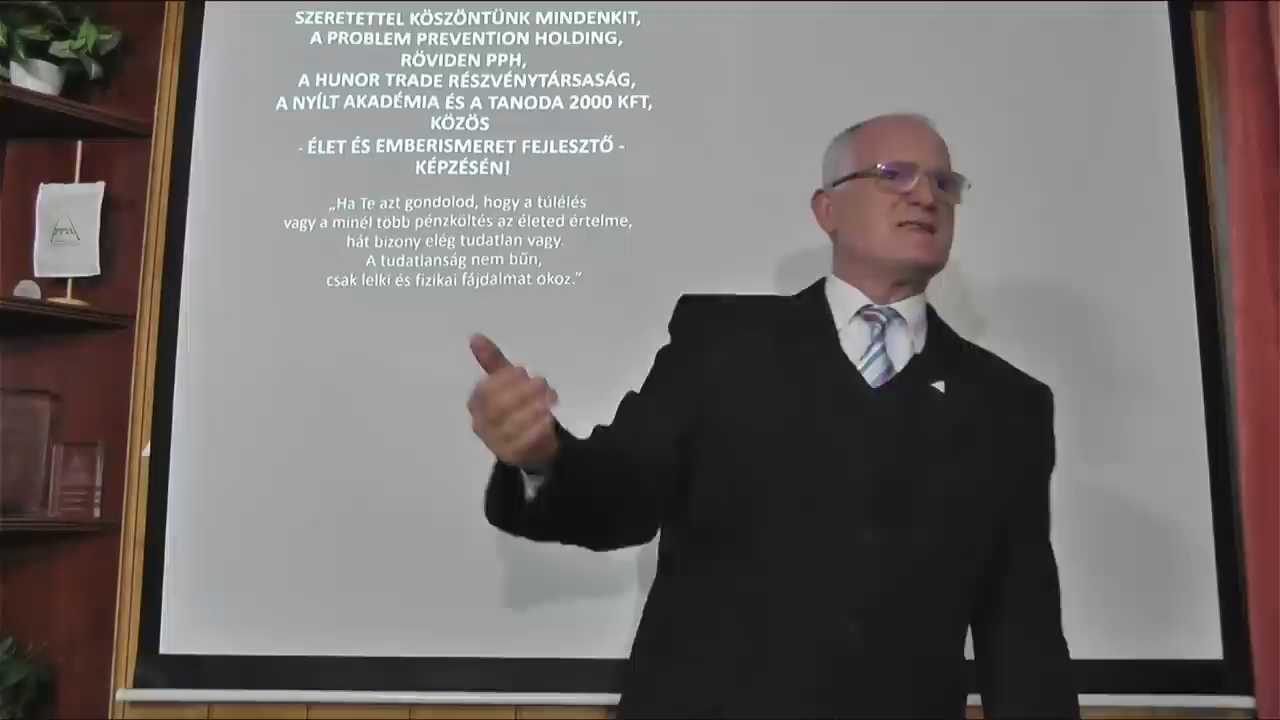 SZERETETTEL KÖSZÖNTÜNK MINDENKIT,
A PROBLEM PREVENTION HOLDING,
RÖVIDEN PPH,
A HUNOR TRADE RÉSZVÉNYTÁRSASÁG,
A NYÍLT AKADÉMIA ÉS A TANODA 2000 KFT,
KÖZÖS
- ÉLET ÉS EMBERISMERET FEJLESZTŐ -
KÉPZÉSÉN!
„Ha Te azt gondolod, hogy a túlélés
vagy a minél több pénzköltés az életed értelme,
hát bizony elég tudatlan vagy.
A tudatlanság nem bűn,
csak lelki és fizikai fájdalmat okoz.”